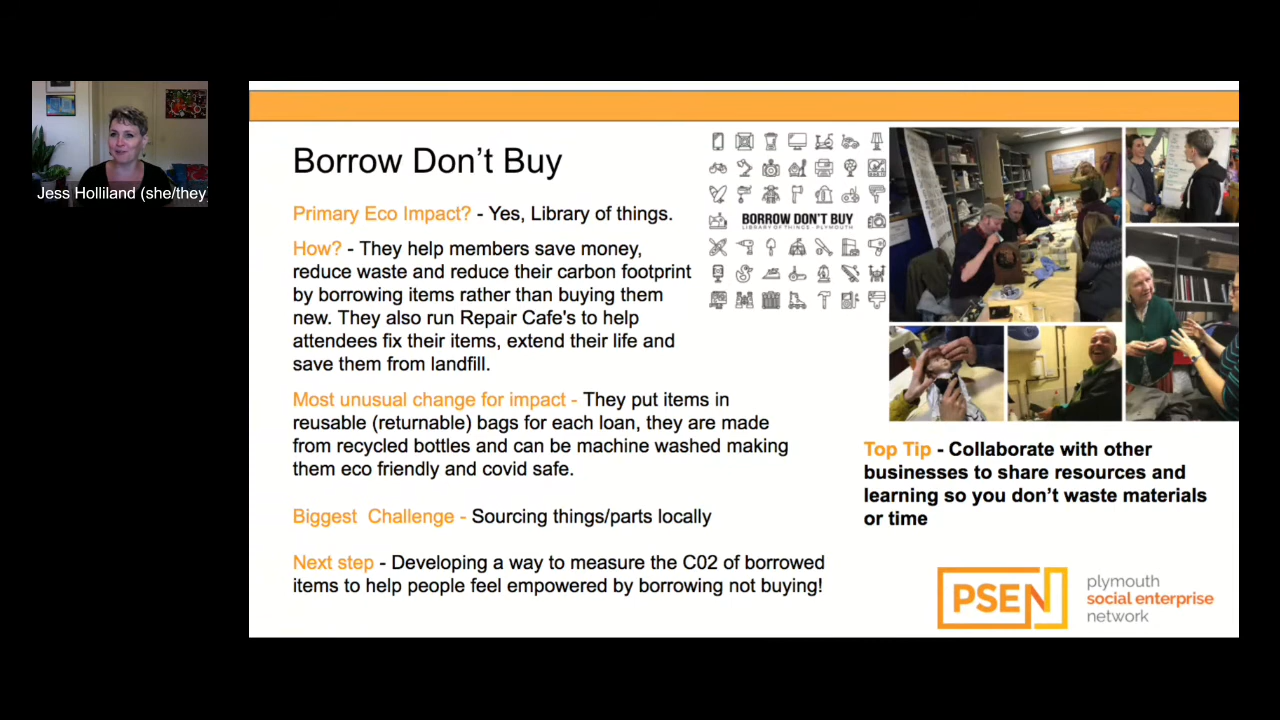 Jess Holliland (she/they
Borrow Don't Buy
Primary Eco Impact? - Yes, Library of things.
How? - They help members save money,
reduce waste and reduce their carbon footprint
by borrowing items rather than buying them
new. They also run Repair Cafe's to help
attendees fix their items, extend their life and
save them from landfill.
Most unusual change for impact - They put items in
reusable (returnable) bags for each loan, they are made
from recycled bottles and can be machine washed making
them eco friendly and covid safe.
Biggest Challenge - Sourcing things/parts locally
Next step - Developing a way to measure the C02 of borrowed
items to help people feel empowered by borrowing not buying!
BORROW DON'T BUY
LIBRARY OF THINGS - PLYMOUTH
Top Tip - Collaborate with other
businesses to share resources and
learning so you don't waste materials
or time
PSEN
plymouth
social enterprise
network